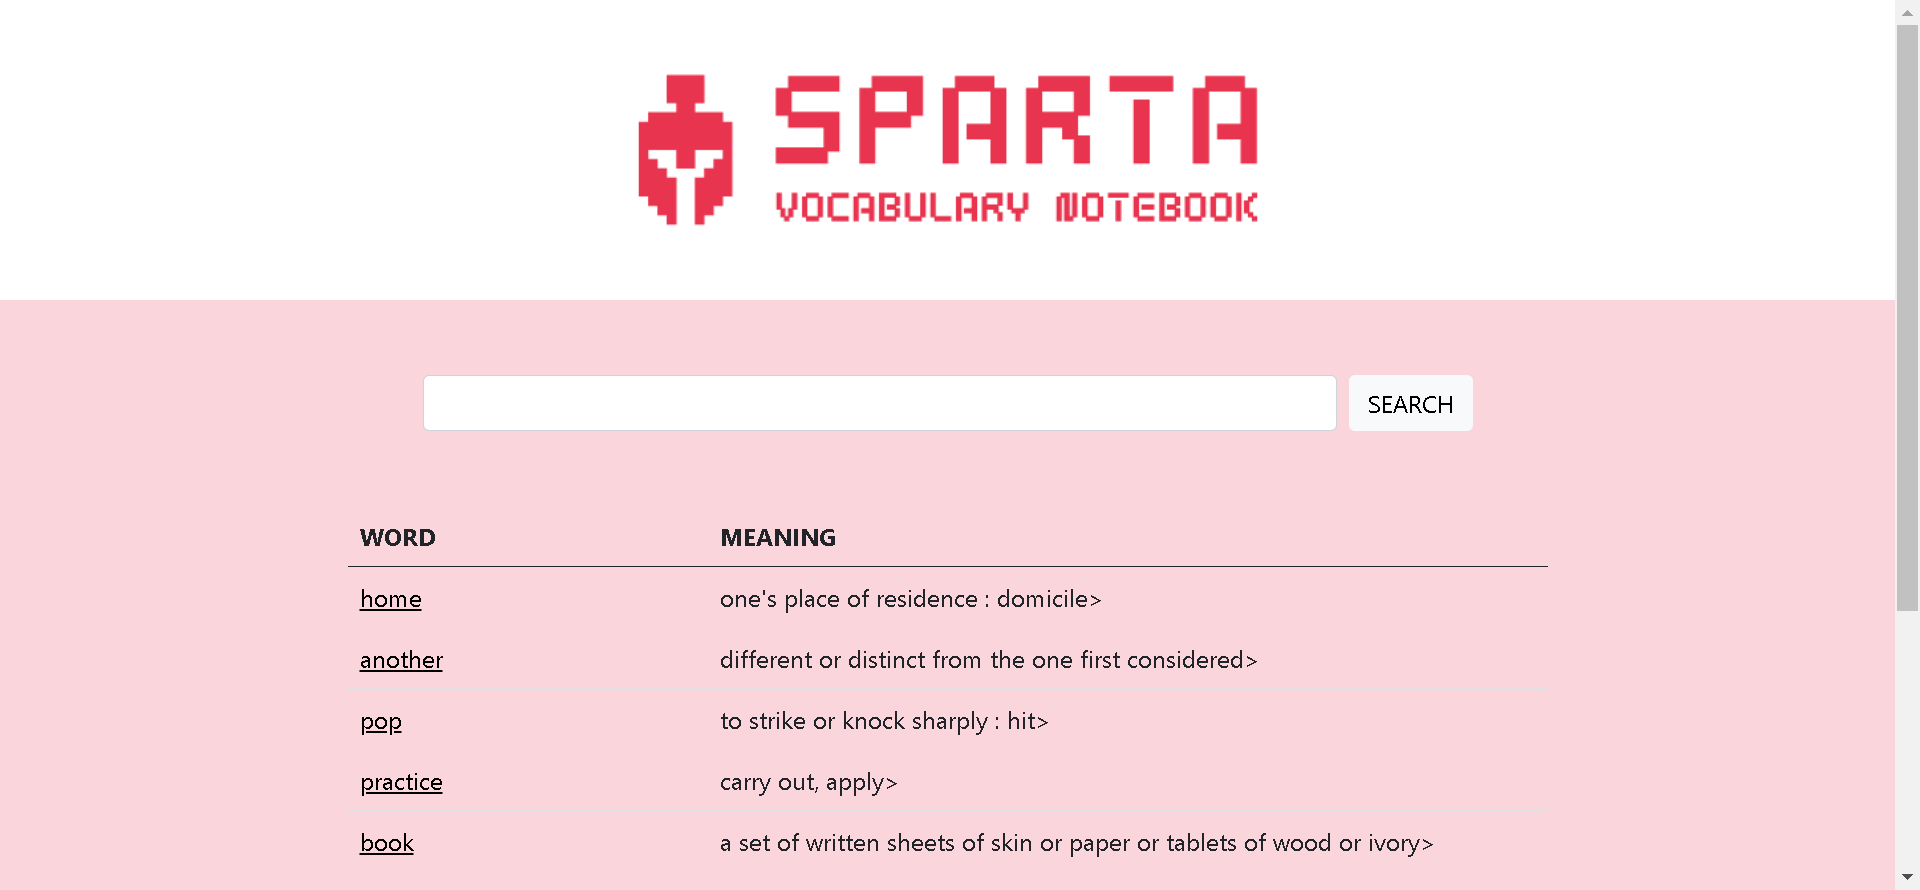 SPARTA
VOCABULARY NOTEBOOK
SEARCH
WORD MEANING
home one's place of residence : domicile>
another different or distinct from the one first considered>
pop to strike or knock sharply : hit>
practice carry out, apply>
book a set of written sheets of skin or paper or tablets of wood or ivory>